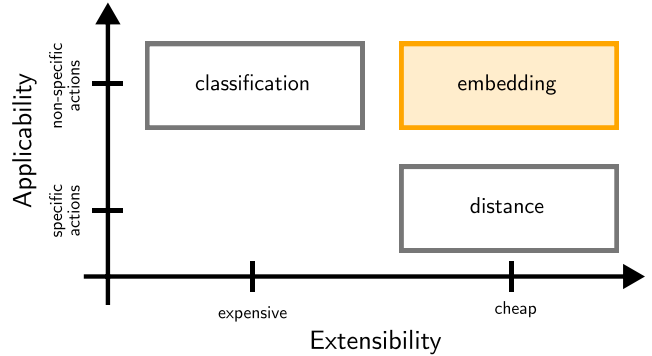 Applicability
non-specific
actions
specific
actions
classification
embedding
distance
expensive
cheap
Extensibility